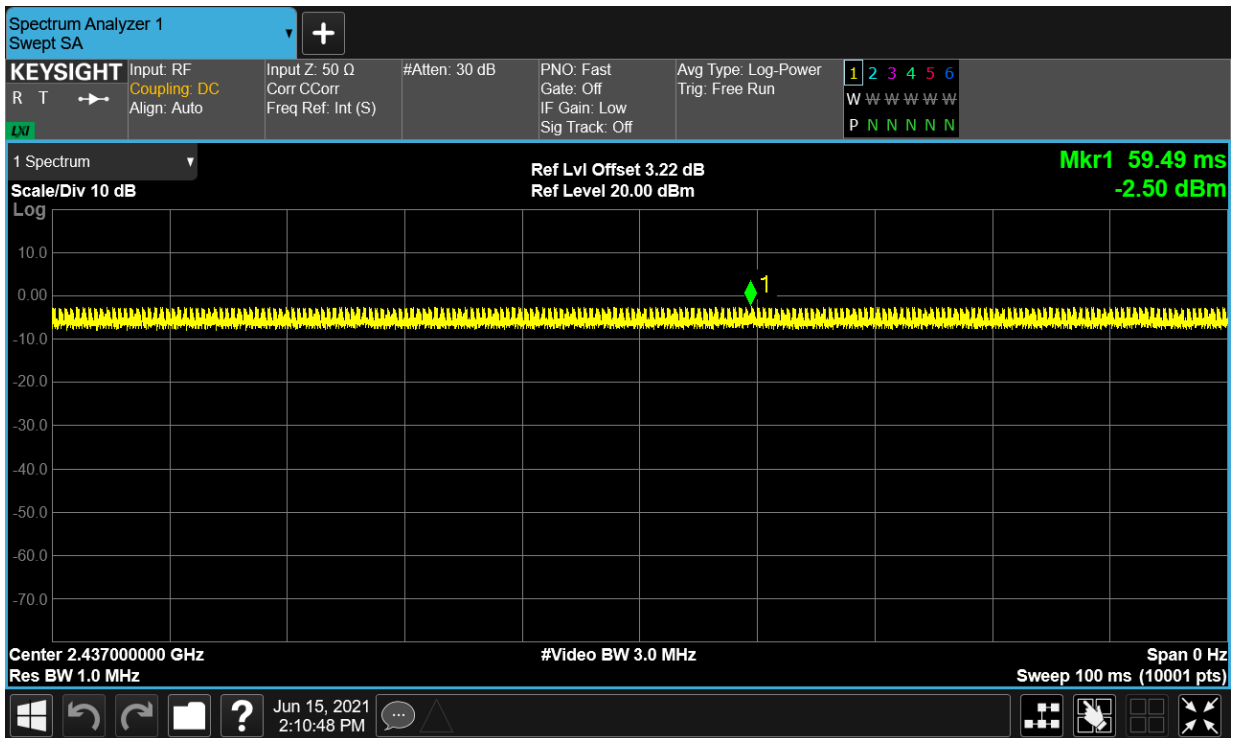 Spectrum Analyzer 1
Swept SA
KEYSIGHT
R T
LXI
Input: RF
Coupling: DC
Align: Auto
Input Z: 50 Ω
Corr CCorr
Freq Ref: Int (S)
#Atten: 30 dB
PNO: Fast
Gate: Off
IF Gain: Low
Sig Track: Off
Avg Type: Log-Power
Trig: Free Run
1 2 3 4 5 6
W W W W W W
P N N N N N
1 Spectrum
Scale/Div 10 dB
Log
Ref Lvl Offset 3.22 dB
Ref Level 20.00 dBm
Mkr1 59.49 ms
-2.50 dBm
10.0
0.00
1
-10.0
-20.0
-30.0
-40.0
-50.0
-60.0
-70.0
Center 2.437000000 GHz
Res BW 1.0 MHz
#Video BW 3.0 MHz
Span 0 Hz
Sweep 100 ms (10001 pts)
?
Jun 15, 2021
2:10:48 PM